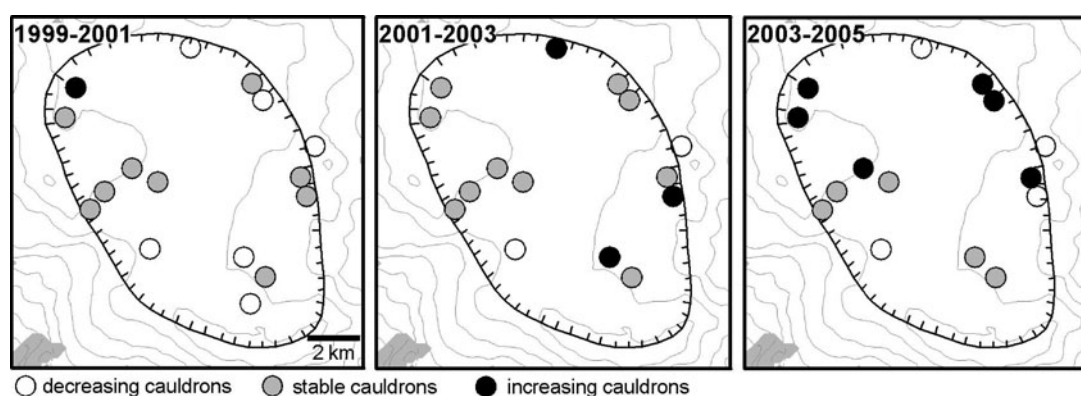 1999-2001
2001-2003
2003-2005
2 km
decreasing cauldrons
stable cauldrons
increasing cauldrons